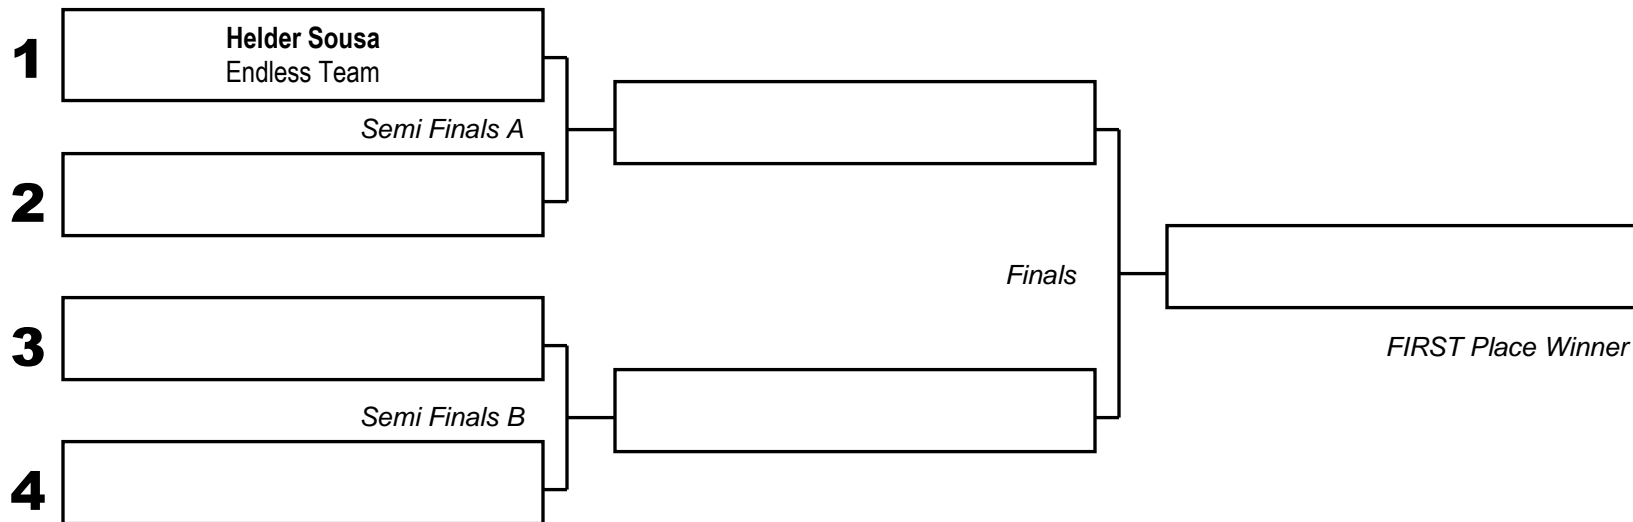 1
Helder Sousa
Endless Team
Semi Finals A
2
Finals
3
FIRST Place Winner
Semi Finals B
4